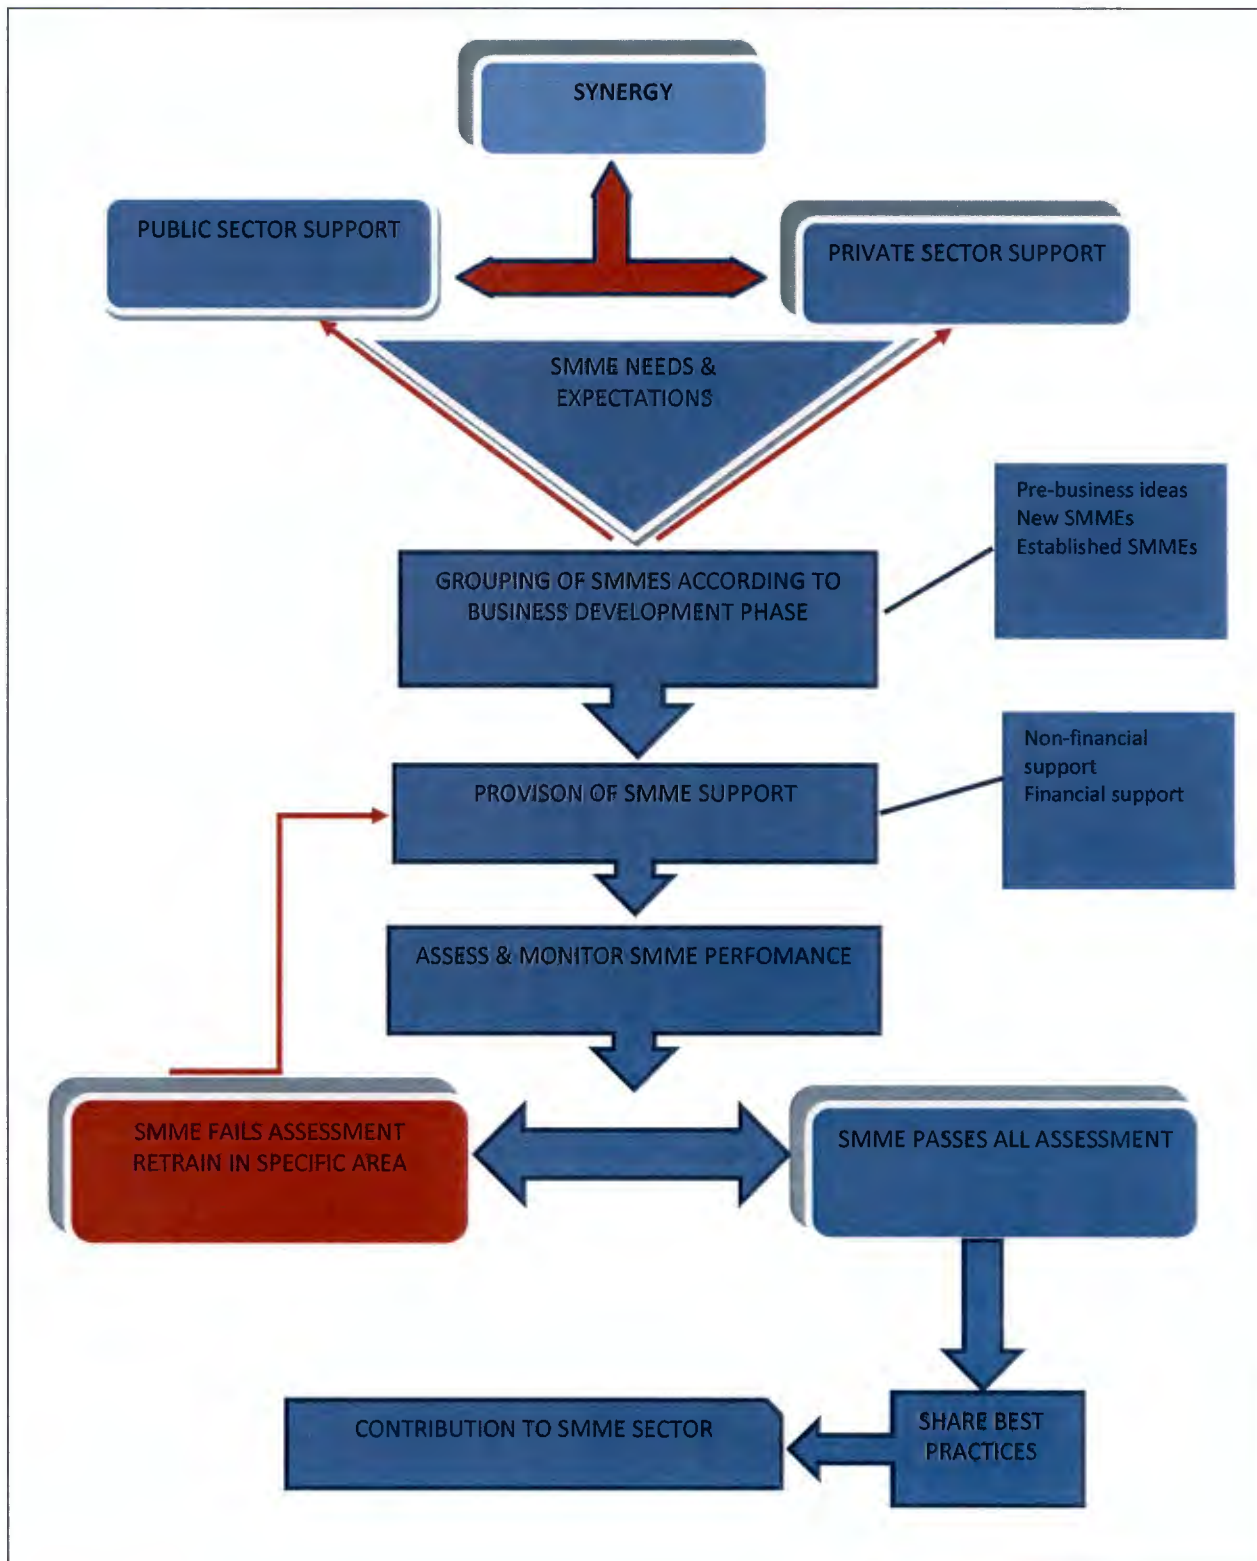 SYNERGY
PUBLIC SECTOR SUPPORT
PRIVATE SECTOR SUPPORT
SMME NEEDS &
EXPECTATIONS
Pre-business ideas
New SMMEs
Established SMMEs
GROUPING OF SMMES ACCORDING TO
BUSINESS DEVELOPMENT PHASE
Non-financial
support
Financial support
PROVISON OF SMME SUPPORT
ASSESS & MONITOR SMME PERFOMANCE
SMME FAILS ASSESSMENT
RETRAIN IN SPECIFIC AREA
SMME PASSES ALL ASSESSMENT
SHARE BEST
PRACTICES
CONTRIBUTION TO SMME SECTOR